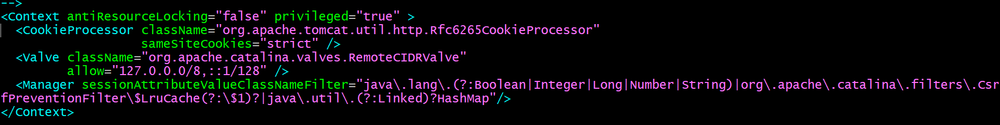 -->
<Context antiResourceLocking="false" privileged="true" >
  <CookieProcessor className="org.apache.tomcat.util.http.Rfc6265CookieProcessor"
                   sameSiteCookies="strict" />
  <Valve className="org.apache.catalina.valves.RemoteCIDRValve"
         allow="127.0.0.0/8,::1/128" />
  <Manager sessionAttributeValueClassNameFilter="java\.lang\.(?:Boolean|Integer|Long|Number|String)|org\.apache\.catalina\.filters\.Csr
fPreventionFilter\$LruCache(?:\$1)?|java\.util\.(?:Linked)?HashMap"/>
</Context>